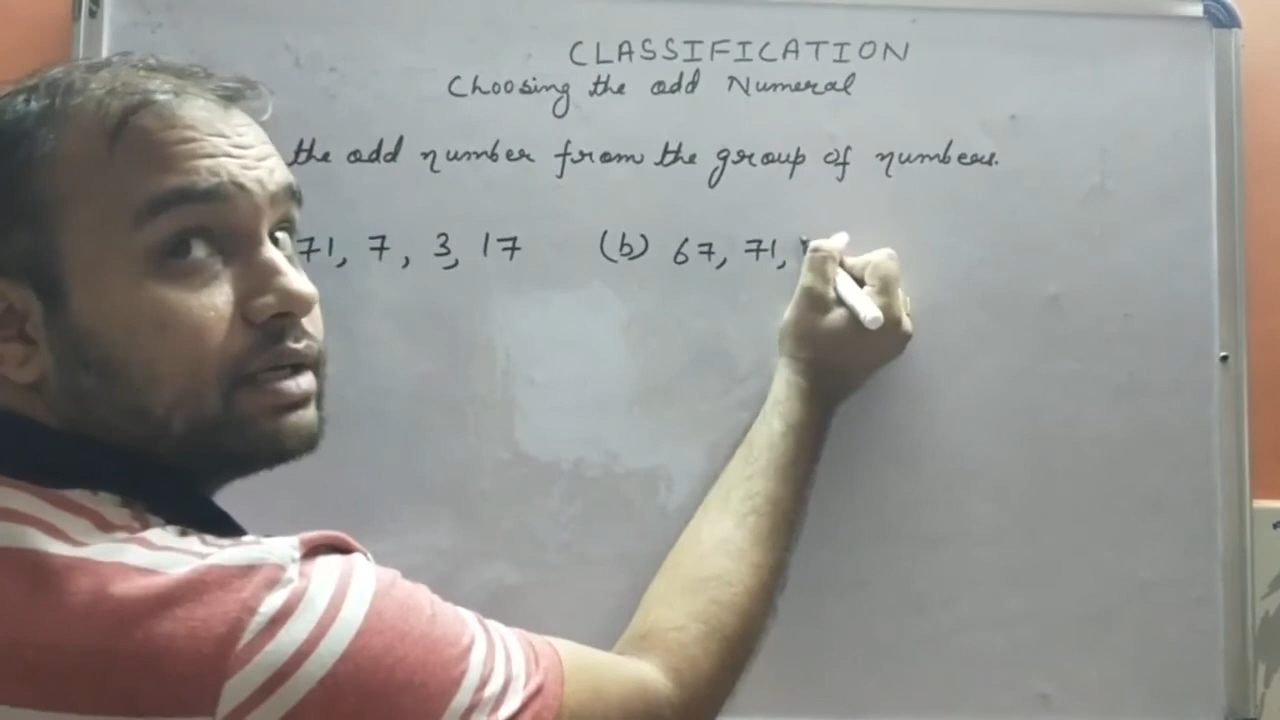 CLASSIFICATION
Choosing the odd Numeral
the odd number from the group of numbers.
71, 7, 3, 17 (b) 67, 71,